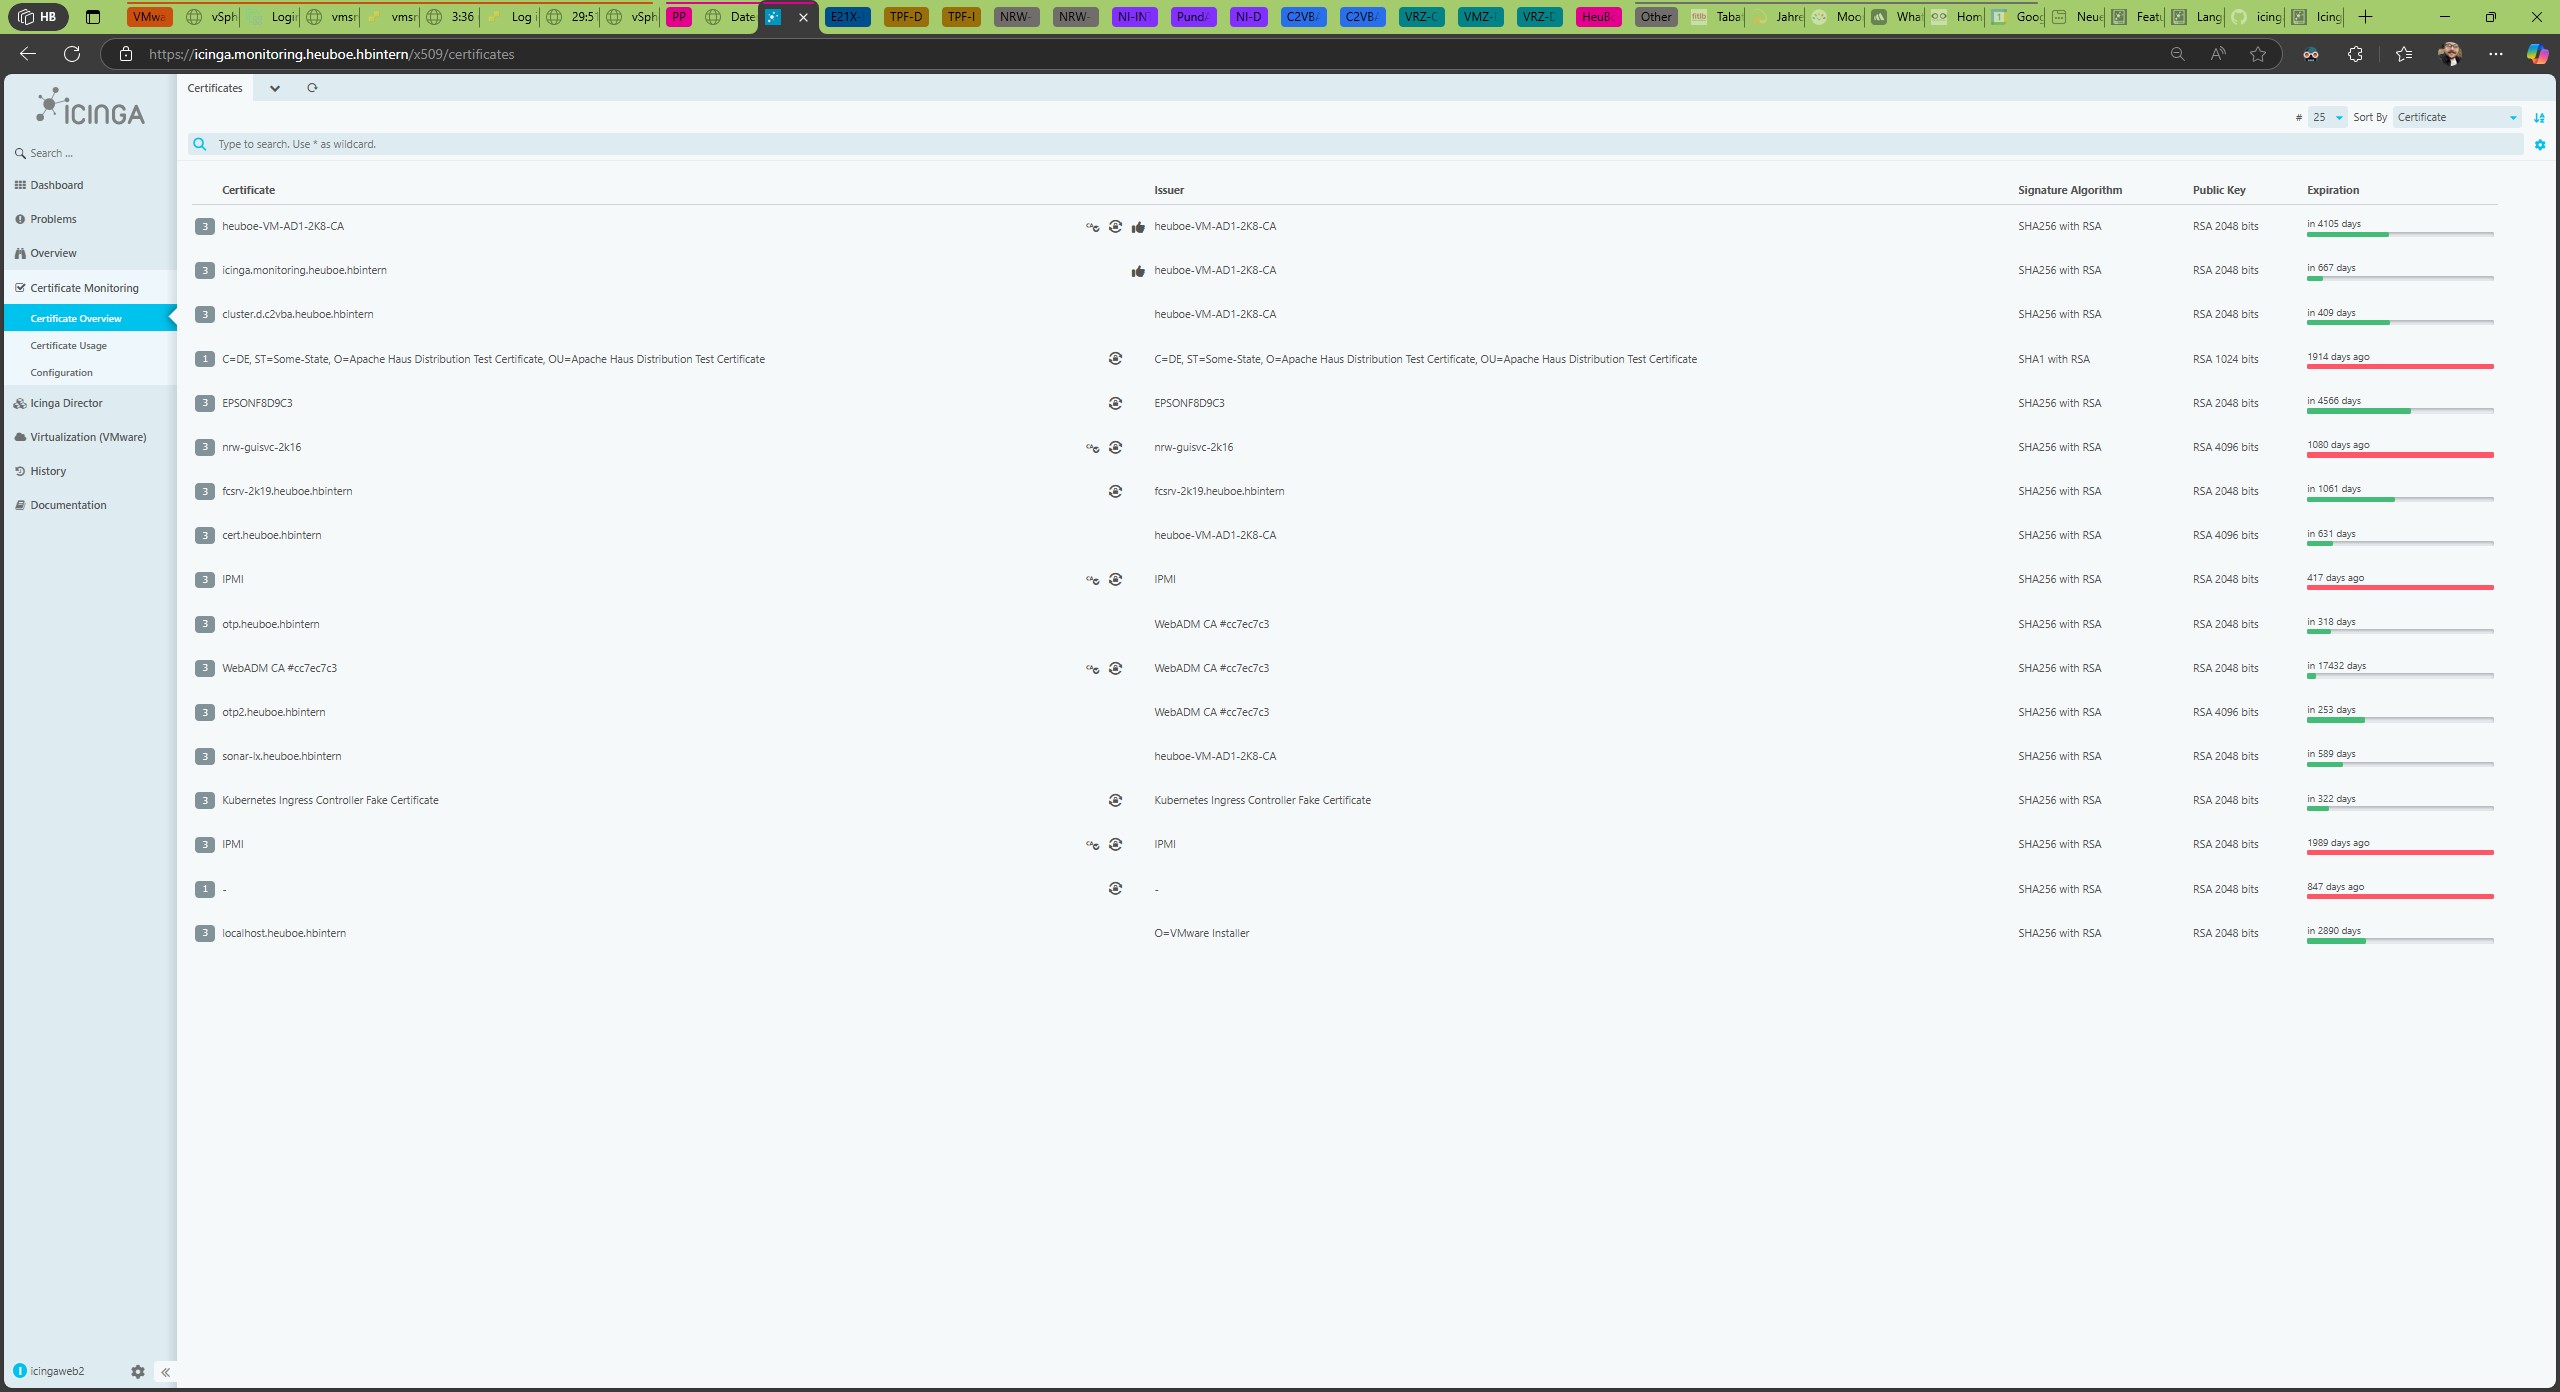 HB VMwa vSph Logi vmsr vmsr 3:36 Log i 29:5 vSph PP Date E21X- TPF-D TPF-I NRW- NRW- NI-IN PundA NI-D C2VBA C2VBA VRZ-C VMZ- VRZ-D HeuB Other Taba Jahre Moo Wha Hom Goog Neue Featu Lang icing Icing
https://icinga.monitoring.heuboe.hbintern/x509/certificates
ICINGA
Search ...
Dashboard
Problems
Overview
Certificate Monitoring
Certificate Overview
Certificate Usage
Configuration
Icinga Director
Virtualization (VMware)
History
Documentation
icingaweb2
Certificates
# 25 Sort By Certificate
Type to search. Use * as wildcard.
Certificate Issuer Signature Algorithm Public Key Expiration
3 heuboe-VM-AD1-2K8-CA heuboe-VM-AD1-2K8-CA SHA256 with RSA RSA 2048 bits in 4105 days
3 icinga.monitoring.heuboe.hbintern heuboe-VM-AD1-2K8-CA SHA256 with RSA RSA 2048 bits in 667 days
3 cluster.d.c2vba.heuboe.hbintern heuboe-VM-AD1-2K8-CA SHA256 with RSA RSA 2048 bits in 409 days
1 C=DE, ST=Some-State, O=Apache Haus Distribution Test Certificate, OU=Apache Haus Distribution Test Certificate C=DE, ST=Some-State, O=Apache Haus Distribution Test Certificate, OU=Apache Haus Distribution Test Certificate SHA1 with RSA RSA 1024 bits 1914 days ago
3 EPSONF8D9C3 EPSONF8D9C3 SHA256 with RSA RSA 2048 bits in 4566 days
3 nrw-guisvc-2k16 nrw-guisvc-2k16 SHA256 with RSA RSA 4096 bits 1080 days ago
3 fcsrv-2k19.heuboe.hbintern fcsrv-2k19.heuboe.hbintern SHA256 with RSA RSA 2048 bits in 1061 days
3 cert.heuboe.hbintern heuboe-VM-AD1-2K8-CA SHA256 with RSA RSA 4096 bits in 631 days
3 IPMI IPMI SHA256 with RSA RSA 2048 bits 417 days ago
3 otp.heuboe.hbintern WebADM CA #cc7ec7c3 SHA256 with RSA RSA 2048 bits in 318 days
3 WebADM CA #cc7ec7c3 WebADM CA #cc7ec7c3 SHA256 with RSA RSA 2048 bits in 17432 days
3 otp2.heuboe.hbintern WebADM CA #cc7ec7c3 SHA256 with RSA RSA 4096 bits in 253 days
3 sonar-lx.heuboe.hbintern heuboe-VM-AD1-2K8-CA SHA256 with RSA RSA 2048 bits in 589 days
3 Kubernetes Ingress Controller Fake Certificate Kubernetes Ingress Controller Fake Certificate SHA256 with RSA RSA 2048 bits in 322 days
3 IPMI IPMI SHA256 with RSA RSA 2048 bits 1989 days ago
1 - - SHA256 with RSA RSA 2048 bits 847 days ago
3 localhost.heuboe.hbintern O=VMware Installer SHA256 with RSA RSA 2048 bits in 2890 days